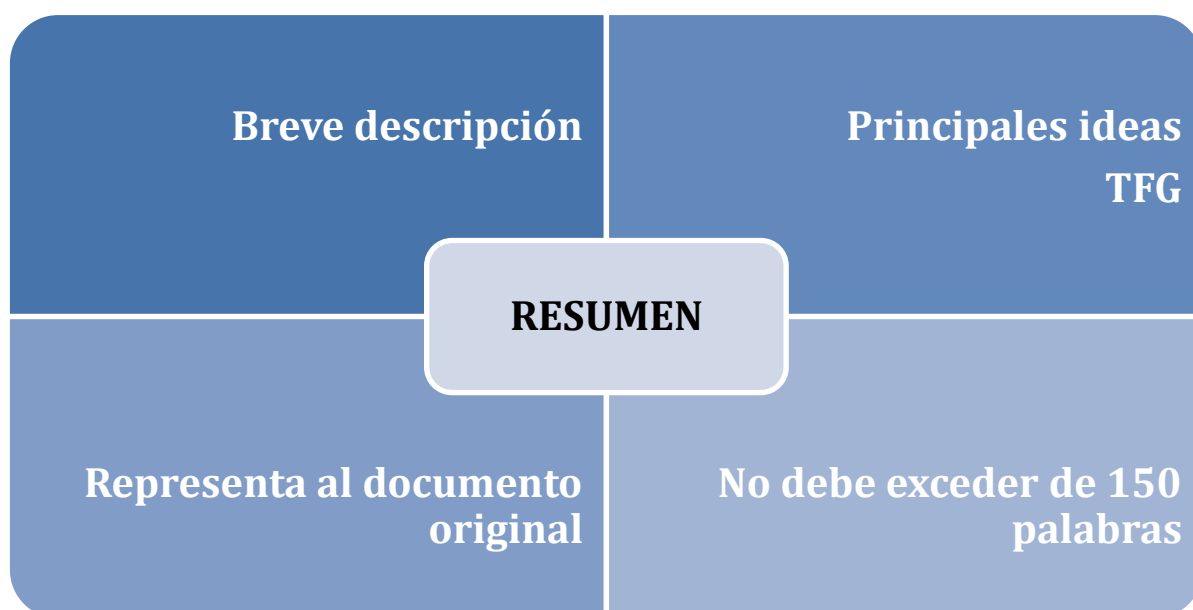 Breve descripción
Principales ideas
TFG
RESUMEN
Representa al documento
original
No debe exceder de 150
palabras